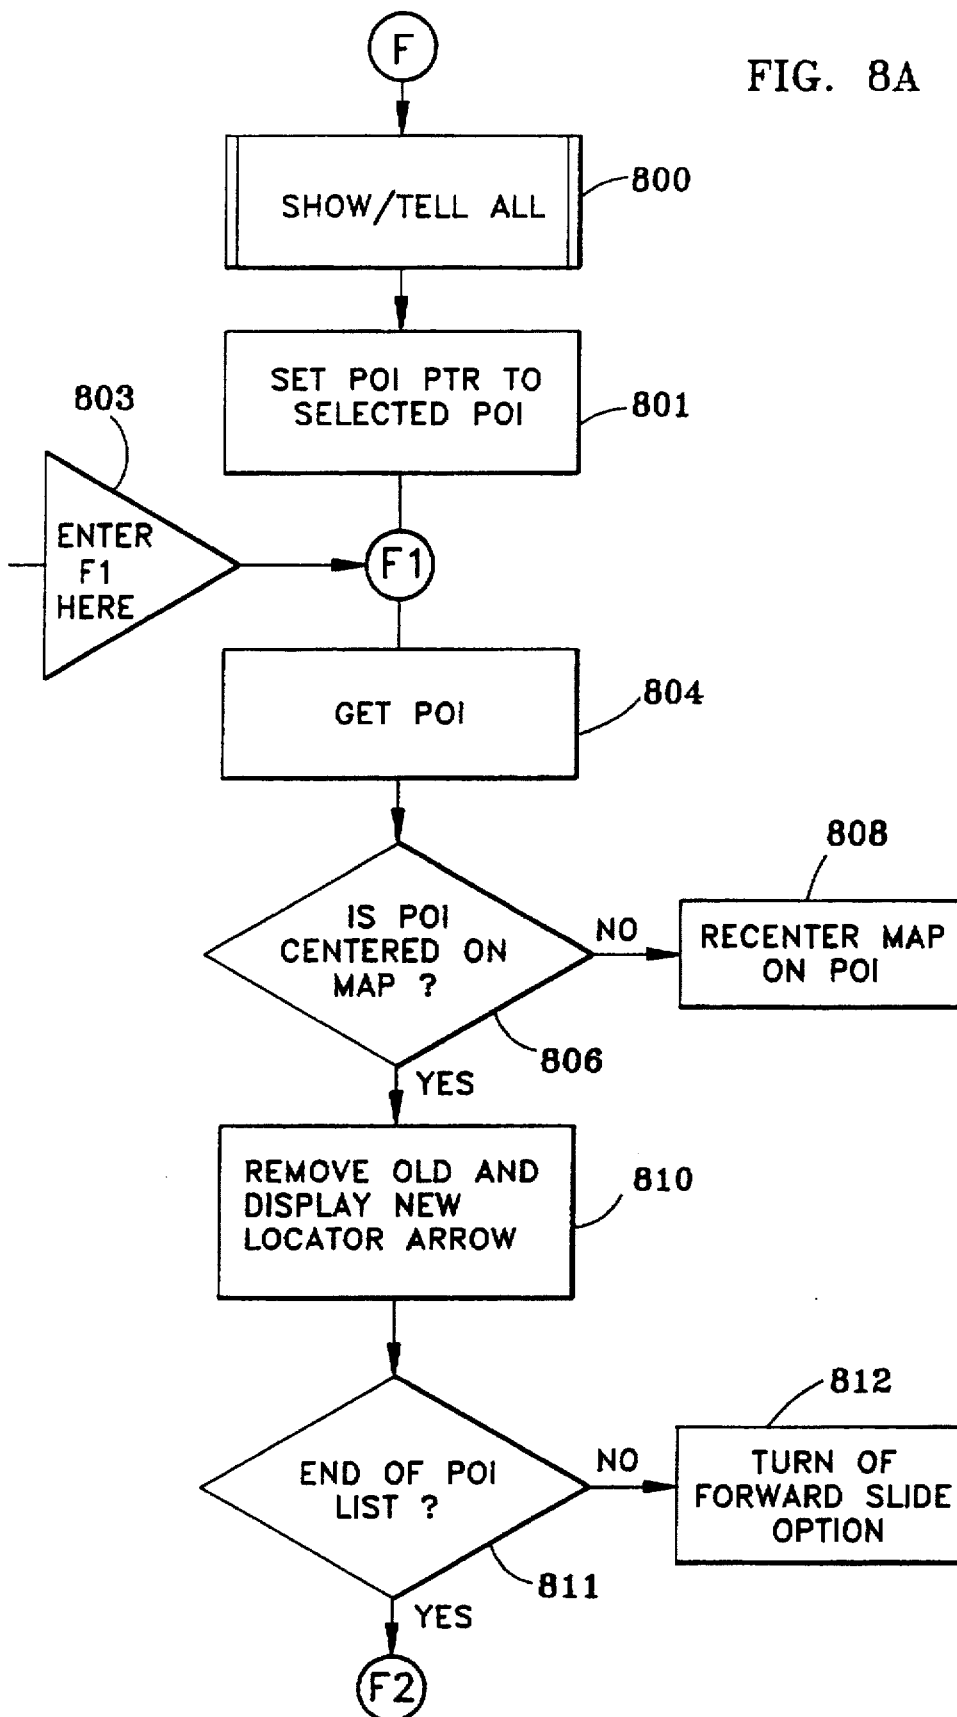 F
FIG. 8A
SHOW/TELL ALL
800
SET POI PTR TO
SELECTED POI
801
803
ENTER
F1
HERE
F1
GET POI
804
IS POI
CENTERED ON
MAP ?
NO
806
808
RECENTER MAP
ON POI
YES
REMOVE OLD AND
DISPLAY NEW
LOCATOR ARROW
810
END OF POI
LIST ?
NO
811
812
TURN OF
FORWARD SLIDE
OPTION
YES
F2